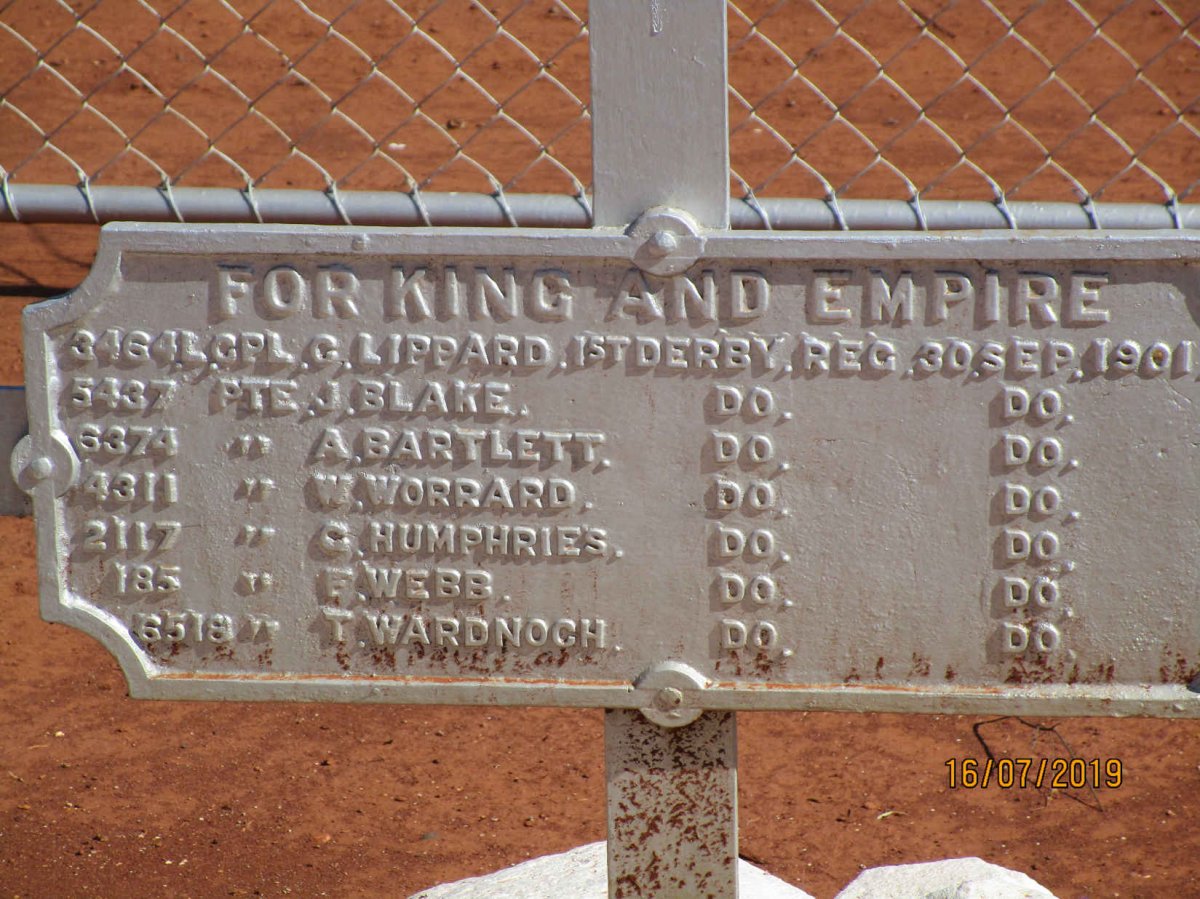 FOR KING AND EMPIRE
3464 L,CPL, C, LIPPARD, 1ST DERBY, REG, 30, SEP, 1901,
5437 PTE, J, BLAKE, DO, DO,
6374 " A, BARTLETT, DO, DO,
4311 " W, WORRARD, DO, DO,
2117 " C, HUMPHRIES, DO, DO,
185 " F, WEBB, DO, DO,
6518 " T, WARDNOCH, DO, DO,
16/07/2019